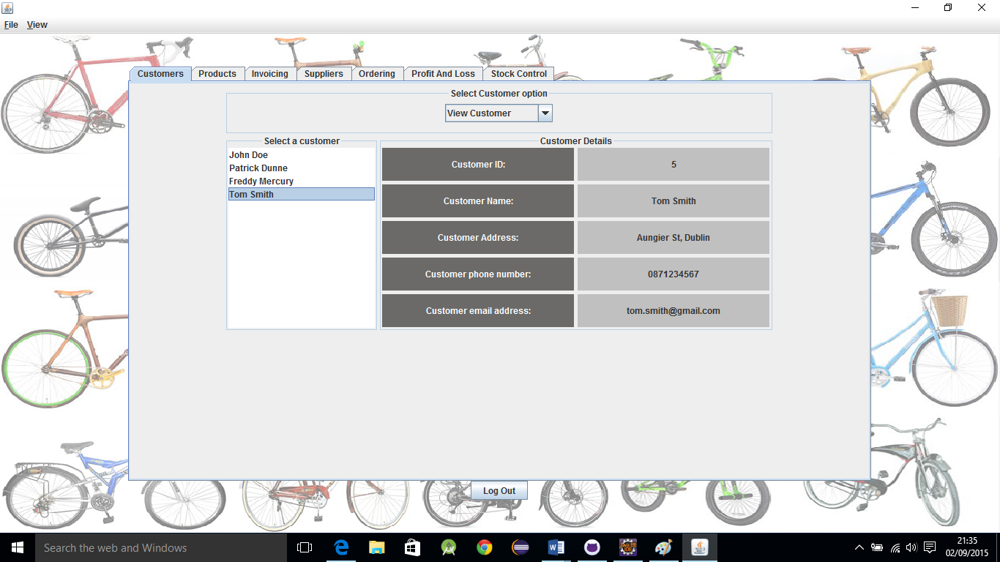 File View
Customers Products Invoicing Suppliers Ordering Profit And Loss Stock Control
Select Customer option
View Customer
Select a customer
John Doe
Patrick Dunne
Freddy Mercury
Tom Smith
Customer Details
Customer ID: 5
Customer Name: Tom Smith
Customer Address: Aungier St, Dublin
Customer phone number: 0871234567
Customer email address: tom.smith@gmail.com
Log Out
Search the web and Windows
21:35
02/09/2015